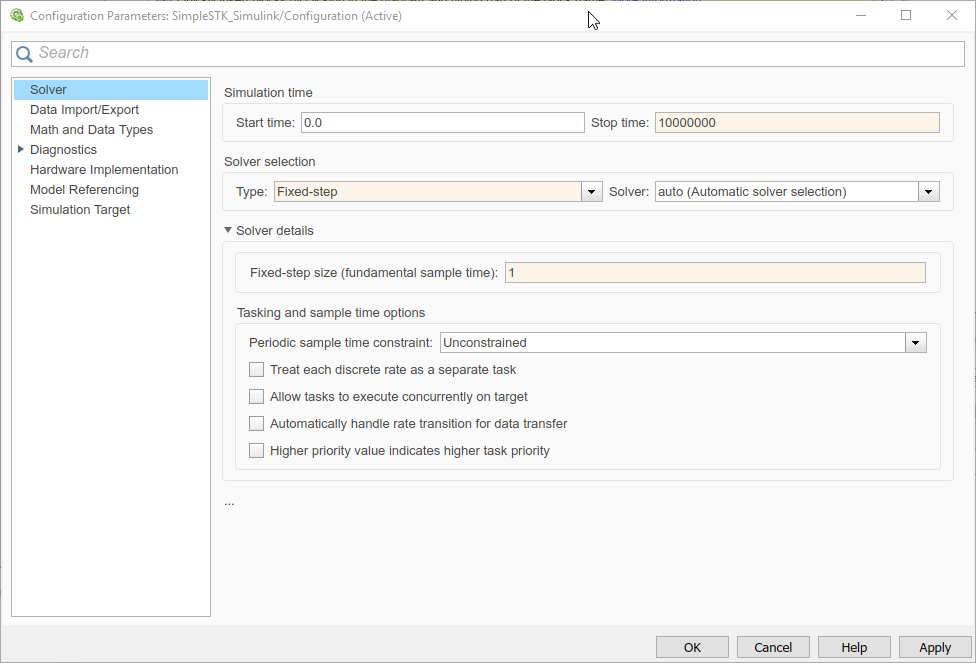 Configuration Parameters: SimpleSTK_Simulink/Configuration (Active)
Search
Solver
Data Import/Export
Math and Data Types
Diagnostics
Hardware Implementation
Model Referencing
Simulation Target
Simulation time
Start time: 0.0 Stop time: 10000000
Solver selection
Type: Fixed-step Solver: auto (Automatic solver selection)
Solver details
Fixed-step size (fundamental sample time): 1
Tasking and sample time options
Periodic sample time constraint: Unconstrained
Treat each discrete rate as a separate task
Allow tasks to execute concurrently on target
Automatically handle rate transition for data transfer
Higher priority value indicates higher task priority
...
OK Cancel Help Apply